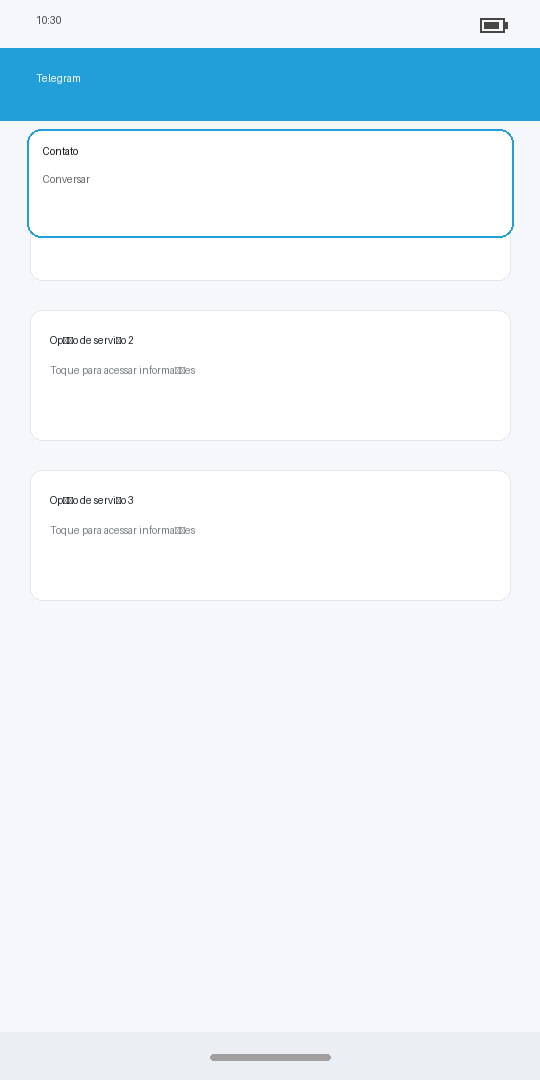 10:30
Telegram
Contato
Conversar
de 2
Toque para acessar
de 3
Toque para acessar